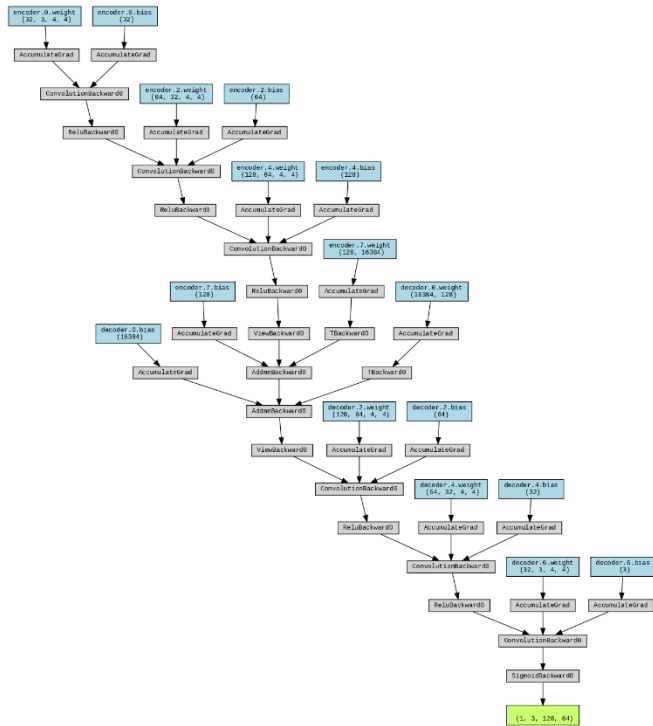 encoder.0.weight
(32, 3, 4, 4)
encoder.0.bias
(32)
AccumulateGrad
AccumulateGrad
ConvolutionBackward0
encoder.2.weight
(64, 32, 4, 4)
encoder.2.bias
(64)
ReluBackward0
AccumulateGrad
AccumulateGrad
ConvolutionBackward0
encoder.4.weight
(128, 64, 4, 4)
encoder.4.bias
(128)
ReluBackward0
AccumulateGrad
AccumulateGrad
ConvolutionBackward0
encoder.7.weight
(128, 16384)
encoder.7.bias
(128)
ReluBackward0
AccumulateGrad
decoder.0.weight
(16384, 128)
decoder.0.bias
(16384)
AccumulateGrad
ViewBackward0
TBackward0
AccumulateGrad
AccumulateGrad
AddmmBackward0
TBackward0
AddmmBackward0
decoder.2.weight
(128, 64, 4, 4)
decoder.2.bias
(64)
ViewBackward0
AccumulateGrad
AccumulateGrad
ConvolutionBackward0
decoder.4.weight
(64, 32, 4, 4)
decoder.4.bias
(32)
ReluBackward0
AccumulateGrad
AccumulateGrad
ConvolutionBackward0
decoder.6.weight
(32, 3, 4, 4)
decoder.6.bias
(3)
ReluBackward0
AccumulateGrad
AccumulateGrad
ConvolutionBackward0
SigmoidBackward0
(1, 3, 128, 64)